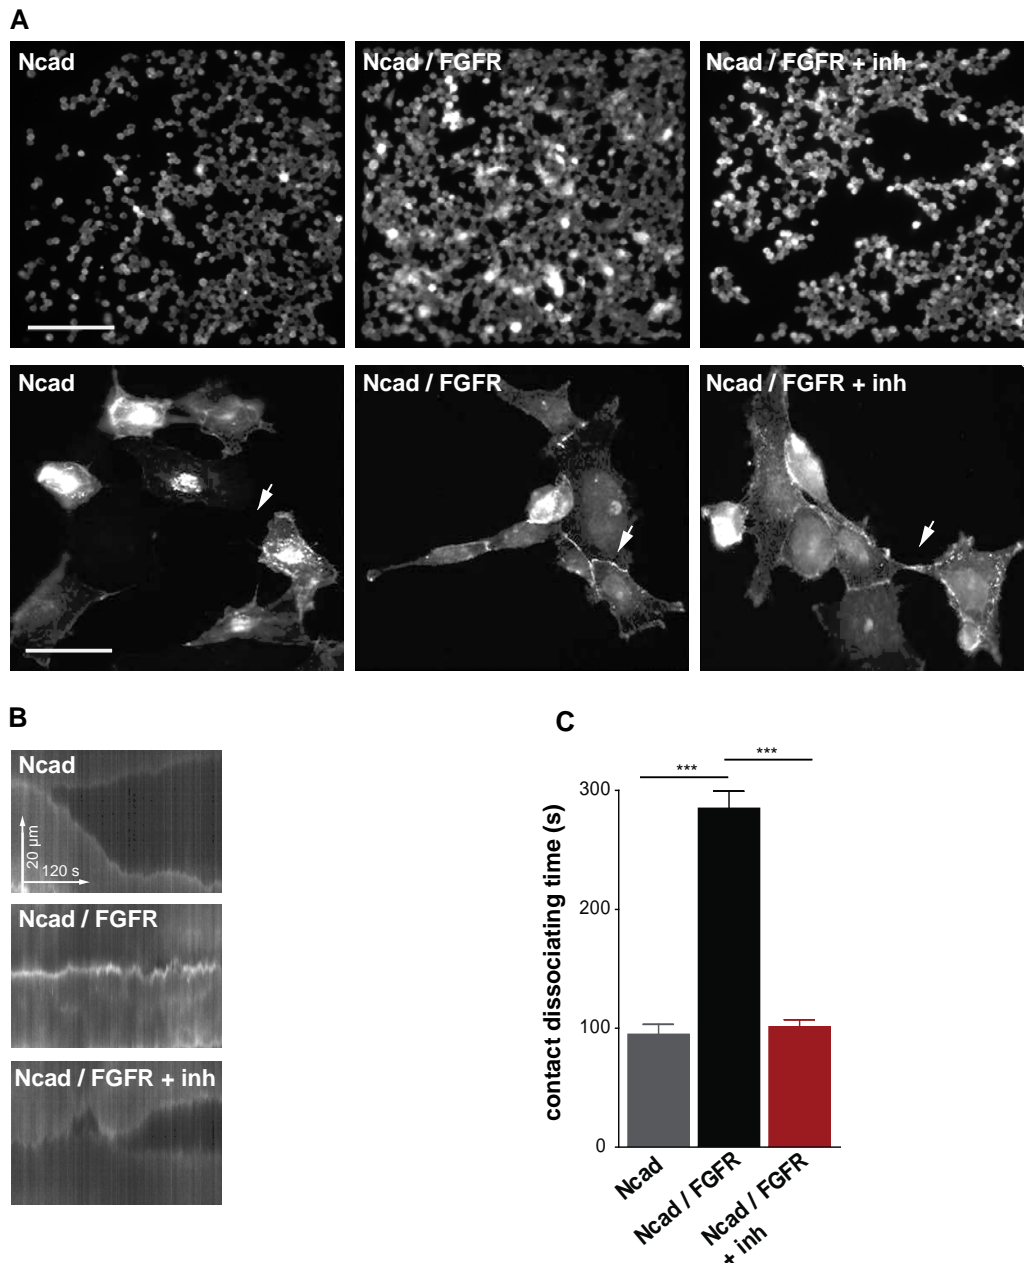 A
Ncad
Ncad / FGFR
Ncad / FGFR + inh
Ncad
Ncad / FGFR
Ncad / FGFR + inh
B
Ncad
20 µm
120 s
Ncad / FGFR
Ncad / FGFR + inh
C
***
***
contact dissociating time (s)
300
200
100
0
Ncad
Ncad / FGFR
Ncad / FGFR
+ inh